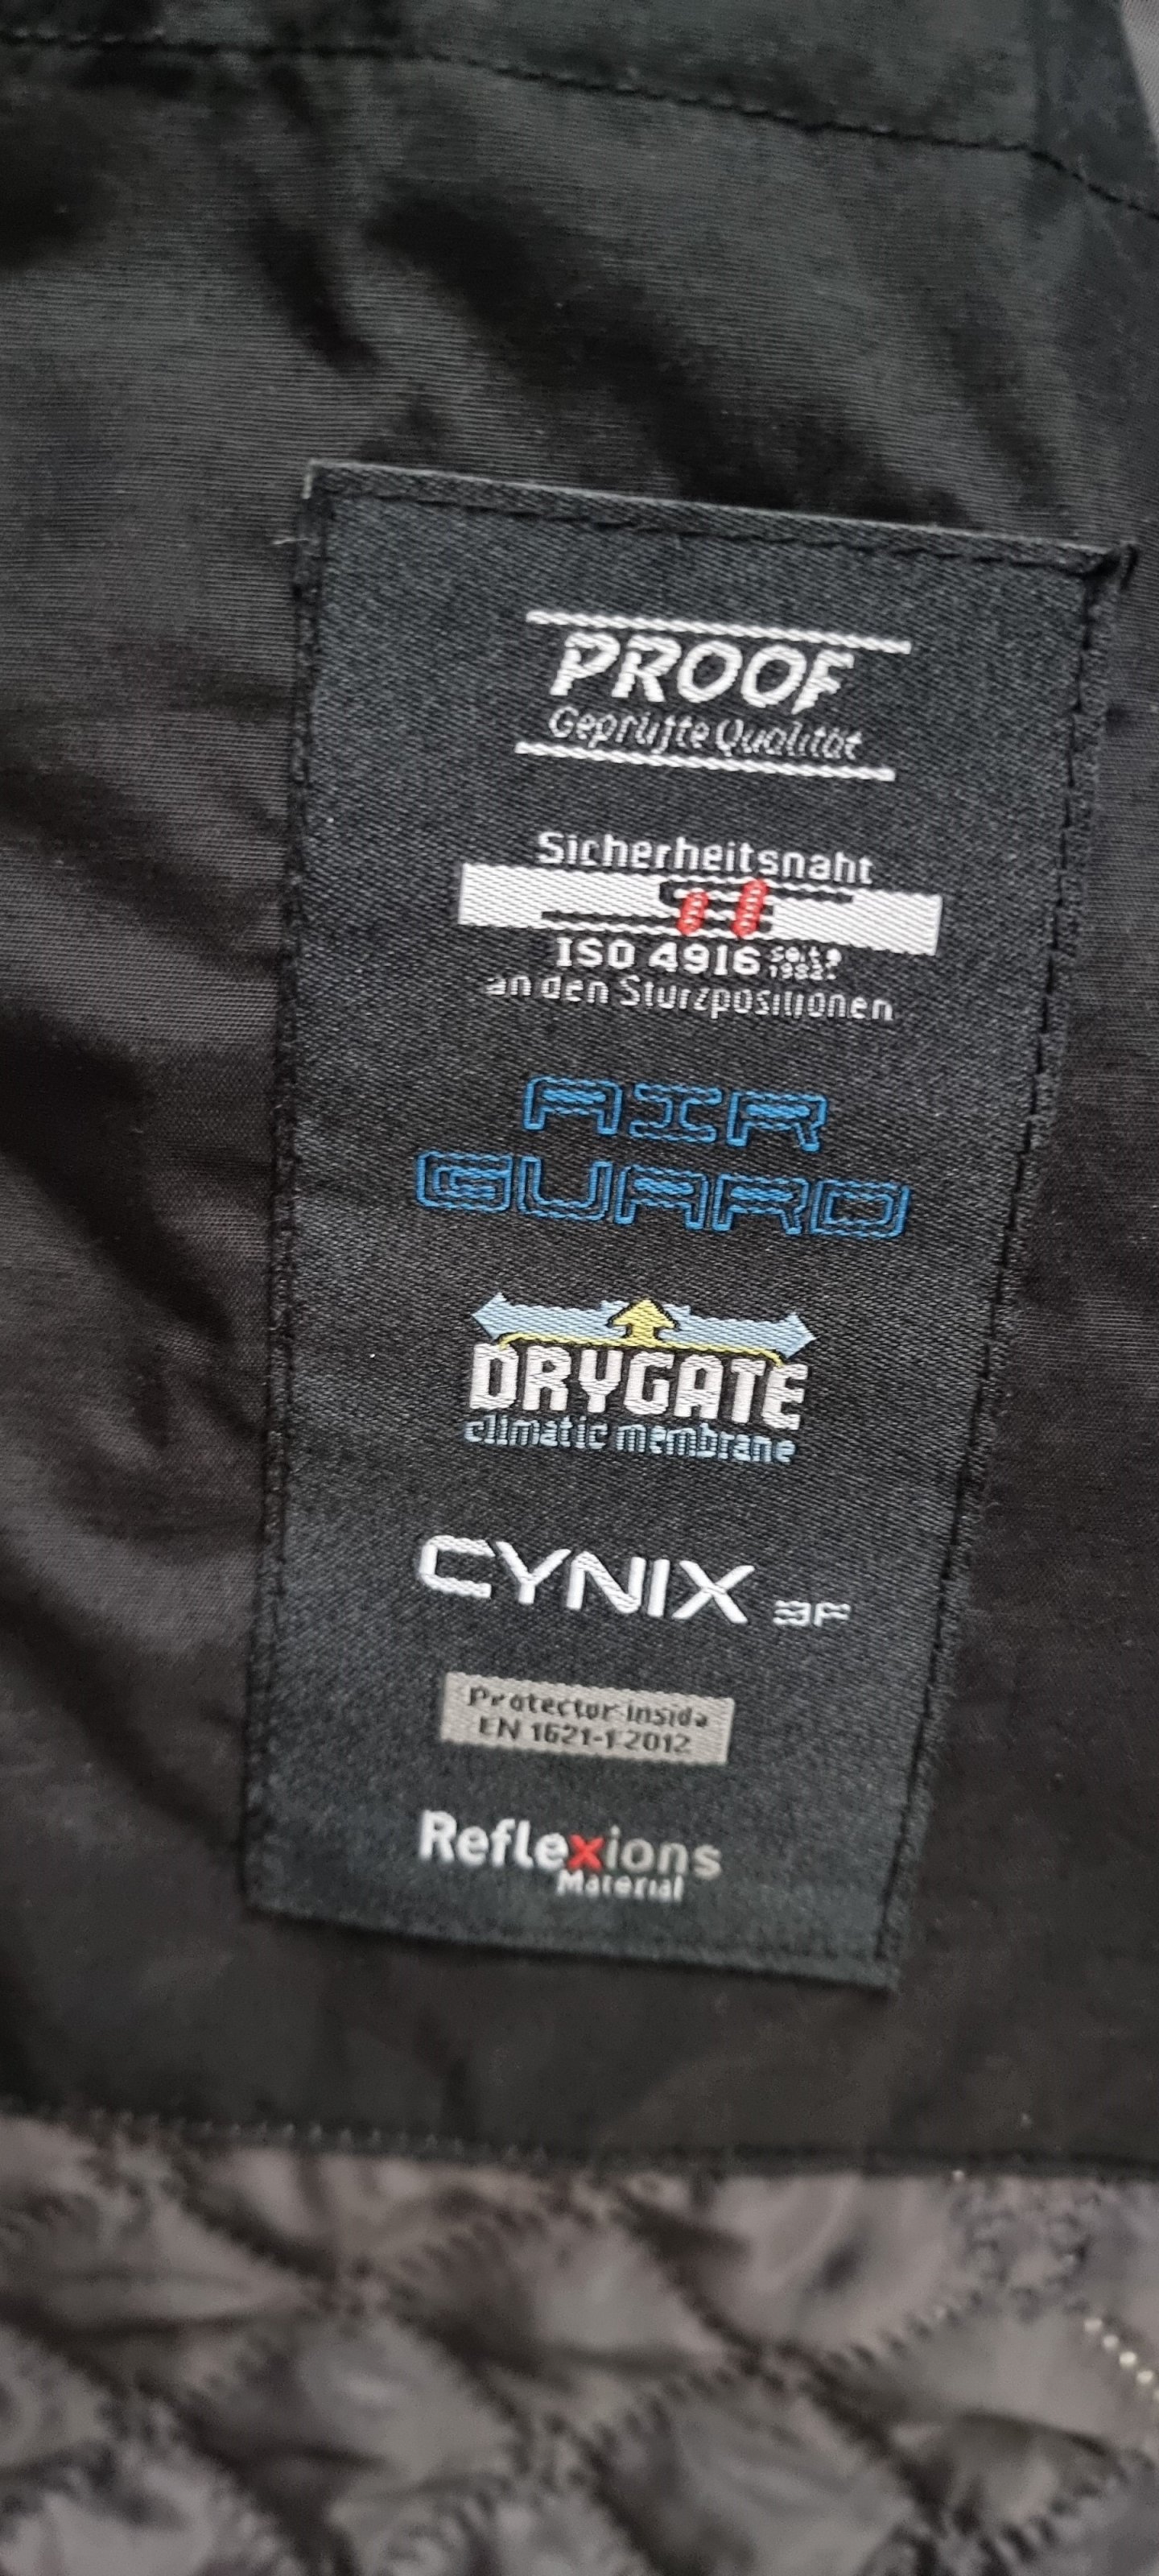 PROOF
Geprüfte Qualität
Sicherheitsnaht
ISO 4916 seit 1982
an den Sturzpositionen
AIR
GUARD
DRYGATE
climatic membrane
CYNIX 3F
Protector inside
EN 1621-1:2012
Reflexions
Material